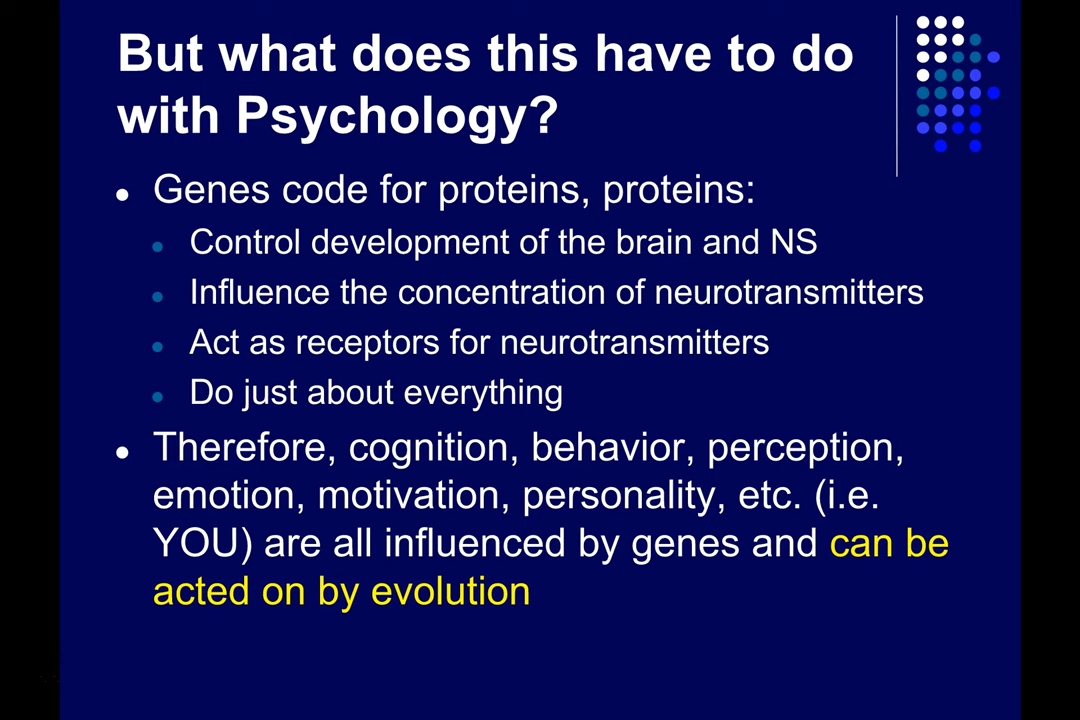 But what does this have to do
with Psychology?
Genes code for proteins, proteins:
Control development of the brain and NS
Influence the concentration of neurotransmitters
Act as receptors for neurotransmitters
Do just about everything
Therefore, cognition, behavior, perception,
emotion, motivation, personality, etc. (i.e.
YOU) are all influenced by genes and can be
acted on by evolution